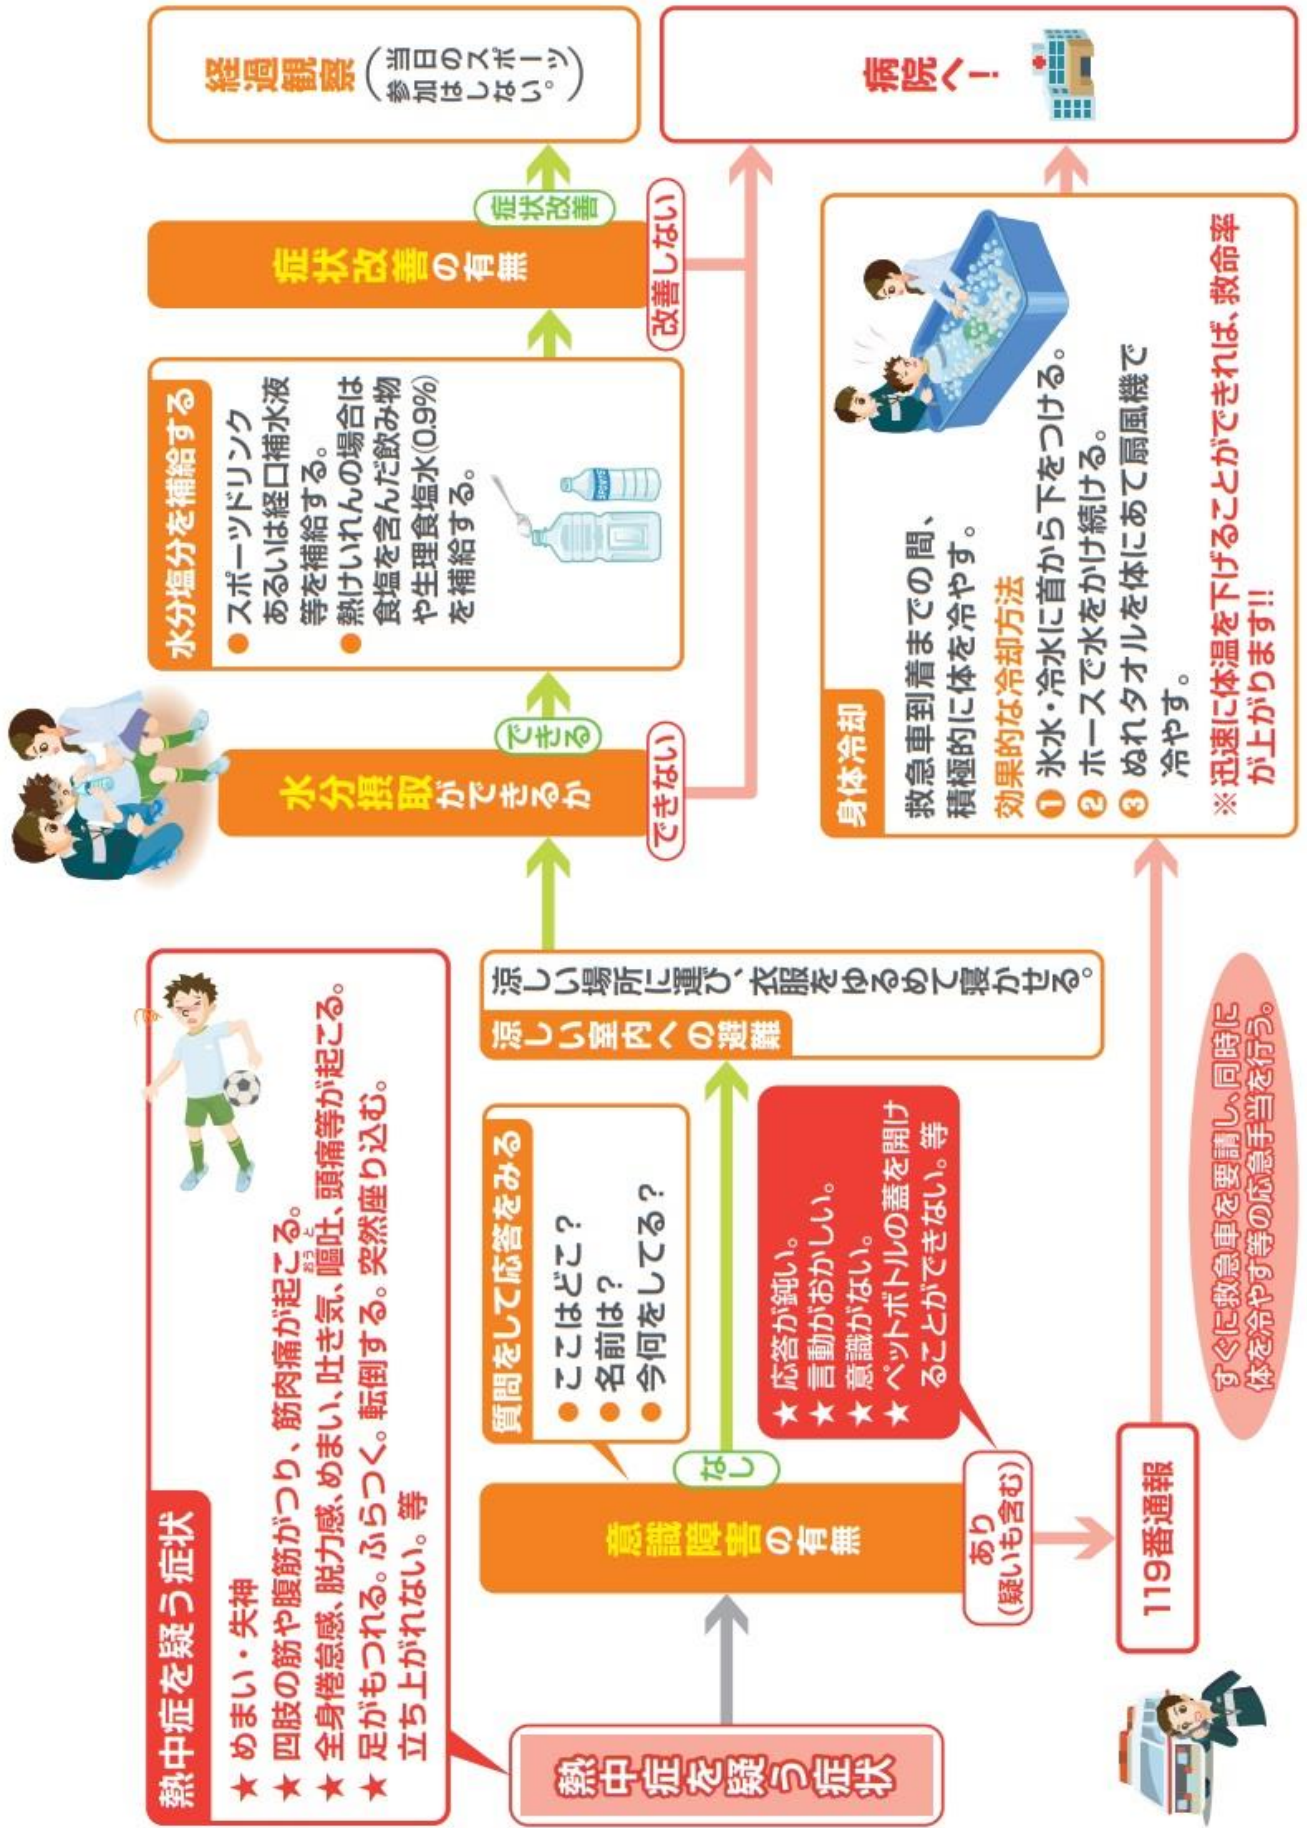 熱中症を疑う症状
★ めまい・失神
★ 四肢の筋や腹筋がつり、筋肉痛が起こる。
★ 全身倦怠感、脱力感、めまい、吐き気、嘔吐、頭痛等が起こる。
おう と
★ 足がもつれる。ふらつく。転倒する。突然座り込む。
立ち上がれない。等
熱中症を疑う症状
意識障害の有無
質問をして応答をみる
● ここはどこ?
● 名前は?
● 今何をしてる?
なし
あり
(疑いも含む)
★ 応答が鈍い。
★ 言動がおかしい。
★ 意識がない。
★ ペットボトルの蓋を開け
ることができない。等
119番通報
すぐに救急車を要請し、同時に
体を冷やす等の応急手当を行う。
涼しい場所に運び、衣服をゆるめて寝かせる。
涼しい室内への避難
水分摂取ができるか
できる
できない
水分塩分を補給する
● スポーツドリンク
あるいは経口補水液
等を補給する。
● 熱けいれんの場合は
食塩を含んだ飲み物
や生理食塩水(0.9%)
を補給する。
SPORTS
症状改善の有無
症状改善
改善しない
経過観察
(当日のスポーツ
参加はしない。)
身体冷却
救急車到着までの間、
積極的に体を冷やす。
効果的な冷却方法
❶ 氷水・冷水に首から下をつける。
❷ ホースで水をかけ続ける。
❸ ぬれタオルを体にあて扇風機で
冷やす。
※迅速に体温を下げることができれば、救命率
が上がります!!
病院へ!